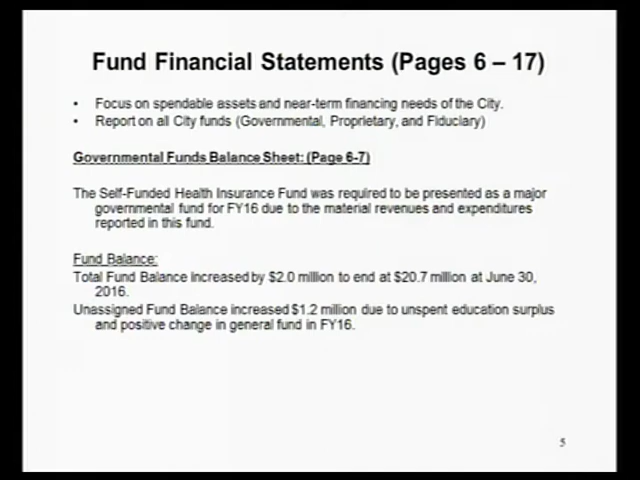 Fund Financial Statements (Pages 6 – 17)
• Focus on spendable assets and near-term financing needs of the City.
• Report on all City funds (Governmental, Proprietary, and Fiduciary)
Governmental Funds Balance Sheet: (Page 6-7)
The Self-Funded Health Insurance Fund was required to be presented as a major
governmental fund for FY16 due to the material revenues and expenditures
reported in this fund.
Fund Balance:
Total Fund Balance increased by $2.0 million to end at $20.7 million at June 30,
2016.
Unassigned Fund Balance increased $1.2 million due to unspent education surplus
and positive change in general fund in FY16.
5